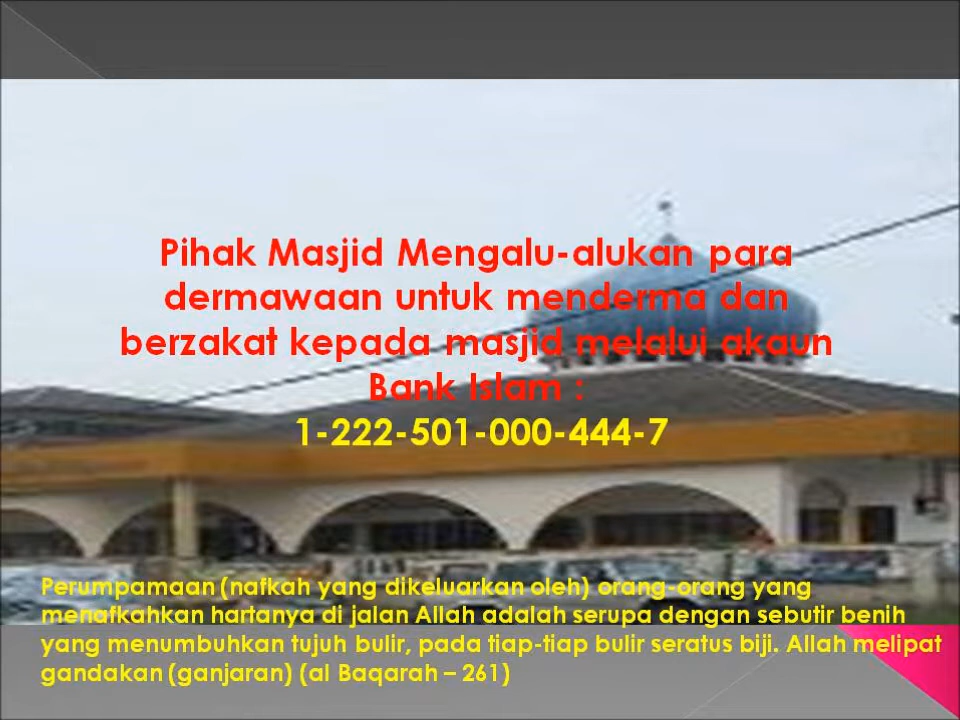 Pihak Masjid Mengalu-alukan para
dermawaan untuk menderma dan
berzakat kepada masjid melalui akaun
Bank Islam :
1-222-501-000-444-7
Perumpamaan (nafkah yang dikeluarkan oleh) orang-orang yang
menafkahkan hartanya di jalan Allah adalah serupa dengan sebutir benih
yang menumbuhkan tujuh bulir, pada tiap-tiap bulir seratus biji. Allah melipat
gandakan (ganjaran) (al Baqarah – 261)